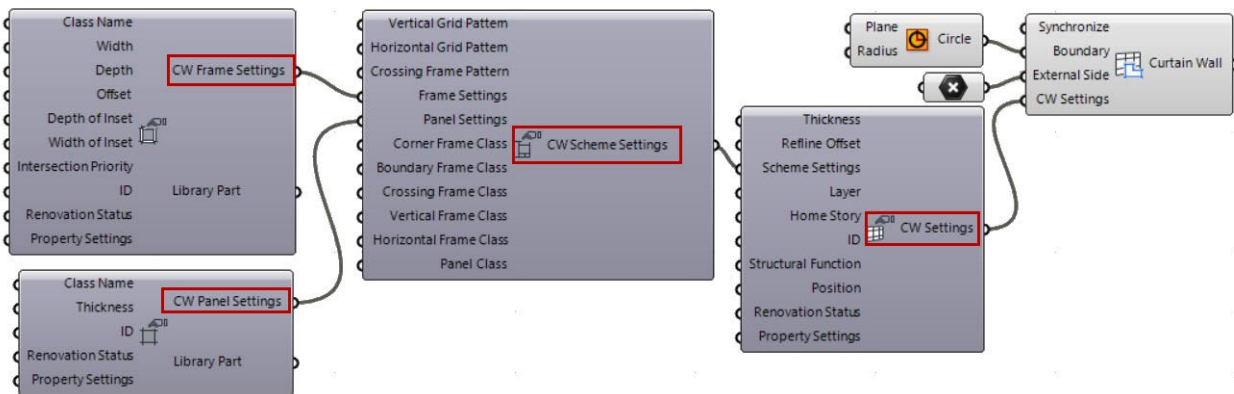 Class Name
Width
Depth
Offset
Depth of Inset
Width of Inset
Intersection Priority
ID
Renovation Status
Property Settings
CW Frame Settings
Library Part
Class Name
Thickness
ID
Renovation Status
Property Settings
CW Panel Settings
Library Part
Vertical Grid Pattern
Horizontal Grid Pattern
Crossing Frame Pattern
Frame Settings
Panel Settings
Corner Frame Class
Boundary Frame Class
Crossing Frame Class
Vertical Frame Class
Horizontal Frame Class
Panel Class
CW Scheme Settings
Thickness
Refline Offset
Scheme Settings
Layer
Home Story
ID
Structural Function
Position
Renovation Status
Property Settings
CW Settings
Plane
Radius
Circle
Synchronize
Boundary
External Side
CW Settings
Curtain Wall